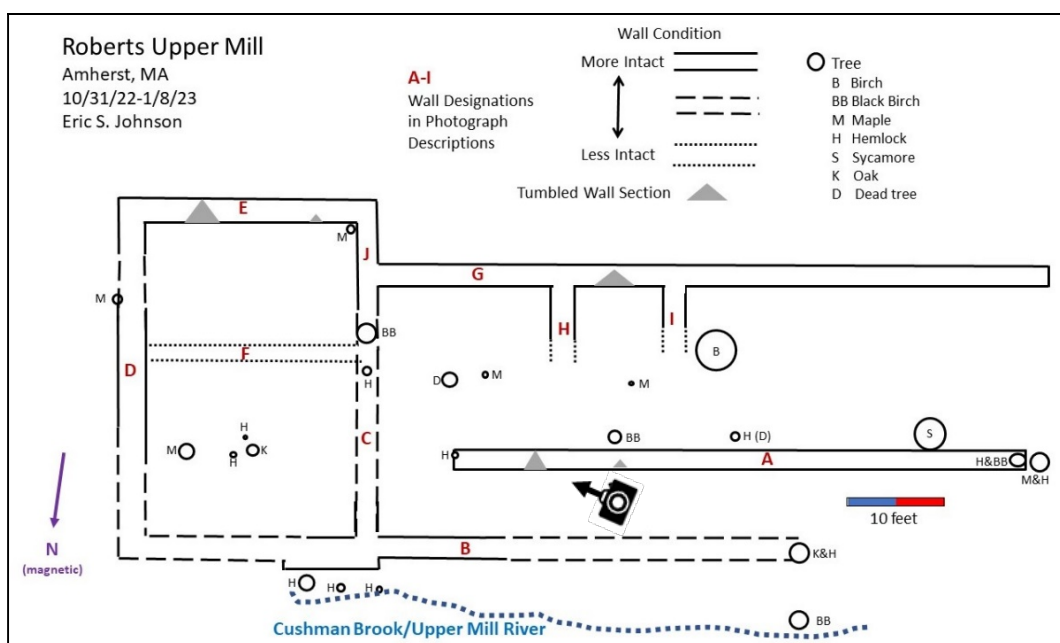 Roberts Upper Mill
Amherst, MA
10/31/22-1/8/23
Eric S. Johnson
A-I
Wall Designations
in Photograph
Descriptions
Wall Condition
More Intact
Less Intact
Tumbled Wall Section
Tree
B Birch
BB Black Birch
M Maple
H Hemlock
S Sycamore
K Oak
D Dead tree
E
M
J
G
M
BB
H
I
B
F
D
H
D
M
M
C
M
H
H
K
H
BB
H (D)
S
A
H&BB
M&H
10 feet
N
(magnetic)
B
K&H
H
H
H
BB
Cushman Brook/Upper Mill River